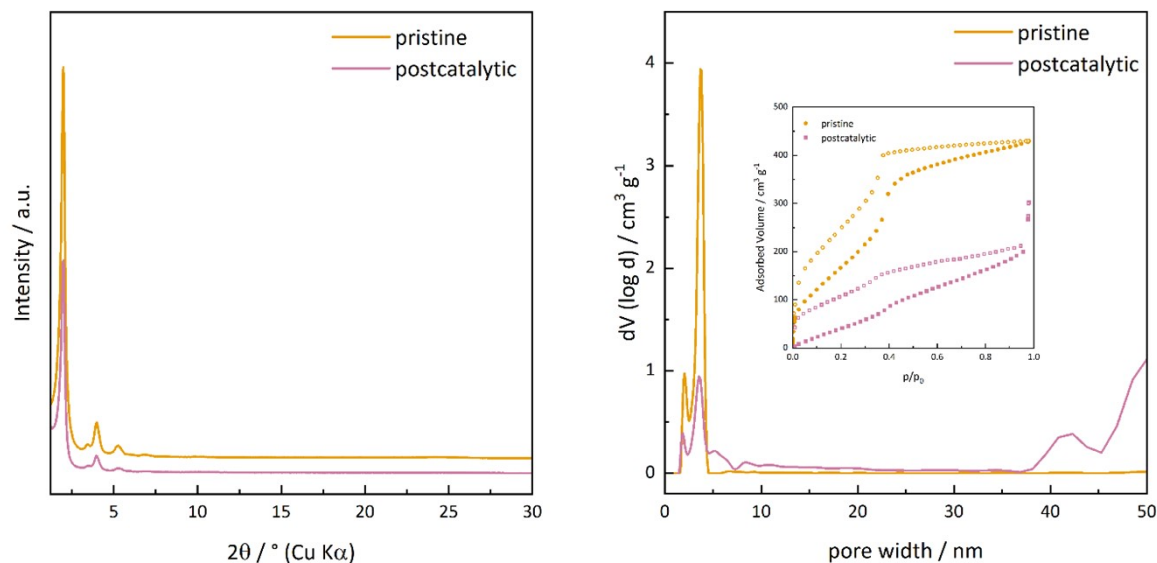 pristine
postcatalytic
Intensity / a.u.
5
10
15
20
25
30
2θ / ° (Cu Kα)
pristine
postcatalytic
dV (log d) / cm³ g⁻¹
4
3
2
1
0
0
10
20
30
40
50
pore width / nm
pristine
postcatalytic
Adsorbed Volume / cm³ g⁻¹
500
400
300
200
100
0
0.0
0.2
0.4
0.6
0.8
1.0
p/p₀